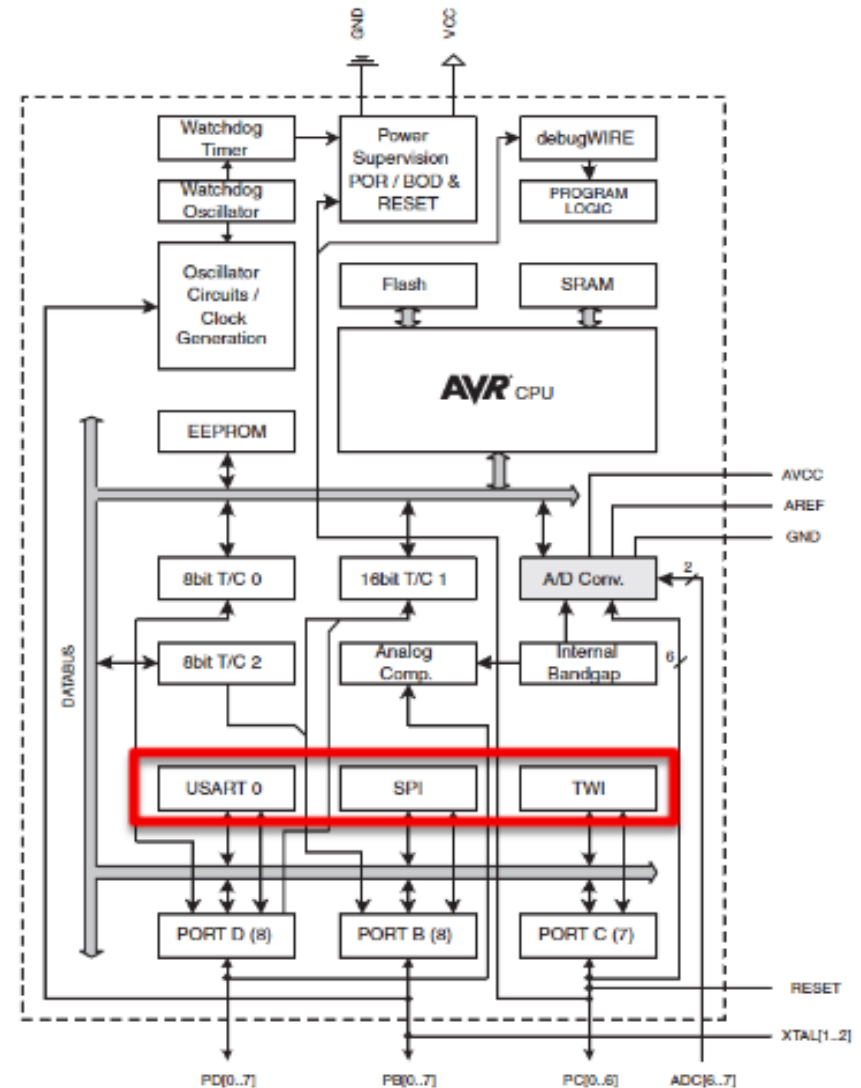 GND
VCC
Watchdog
Timer
Power
Supervision
POR / BOD &
RESET
debugWIRE
Watchdog
Oscillator
PROGRAM
LOGIC
Oscillator
Circuits /
Clock
Generation
Flash
SRAM
AVR CPU
EEPROM
AVCC
AREF
GND
8bit T/C 0
16bit T/C 1
A/D Conv.
2
8bit T/C 2
Analog
Comp.
Internal
Bandgap
6
DATABUS
USART 0
SPI
TWI
PORT D (8)
PORT B (8)
PORT C (7)
RESET
XTAL[1..2]
PD[0..7]
PB[0..7]
PC[0..6]
ADC[6..7]